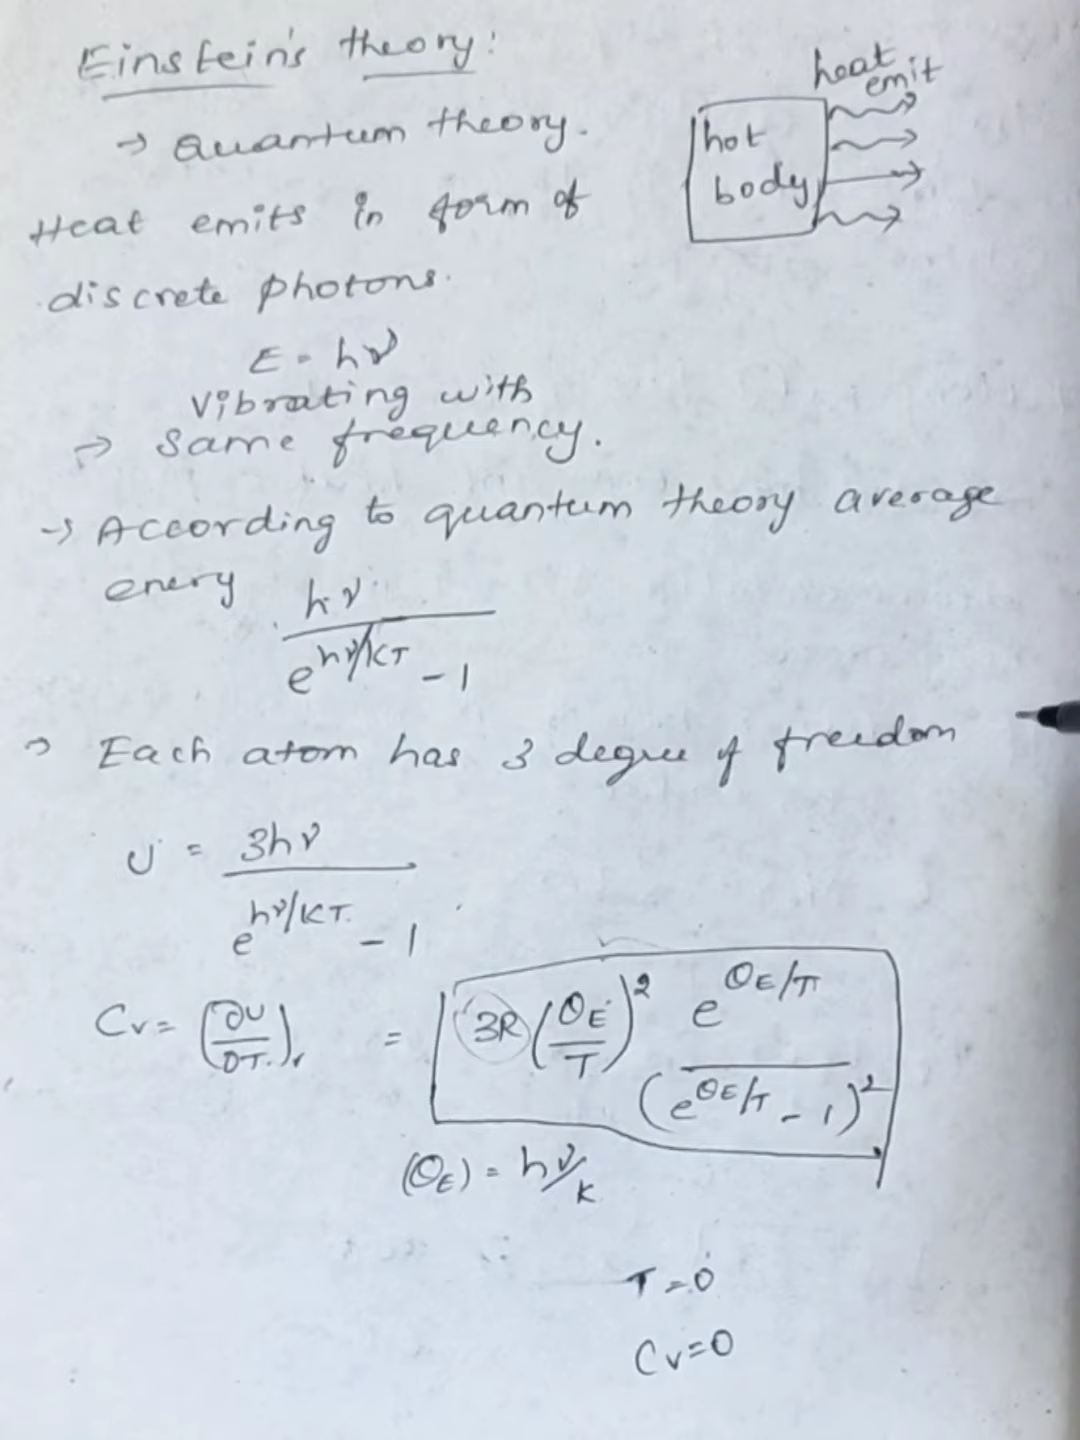 Einstein's theory:
heat
emit
→ Quantum theory.
hot
body
Heat emits in form of
discrete photons.
E = hν
Vibrating with
→ Same frequency.
→ According to quantum theory average
enery hν
e^hν/KT - 1
→ Each atom has 3 degree of freedom
U = 3hν
e^hν/KT - 1
Cv = (∂U/∂T)v = 3R (θE/T)² e^θE/T
(e^θE/T - 1)²
(θE) = hν/K
T = 0
Cv = 0